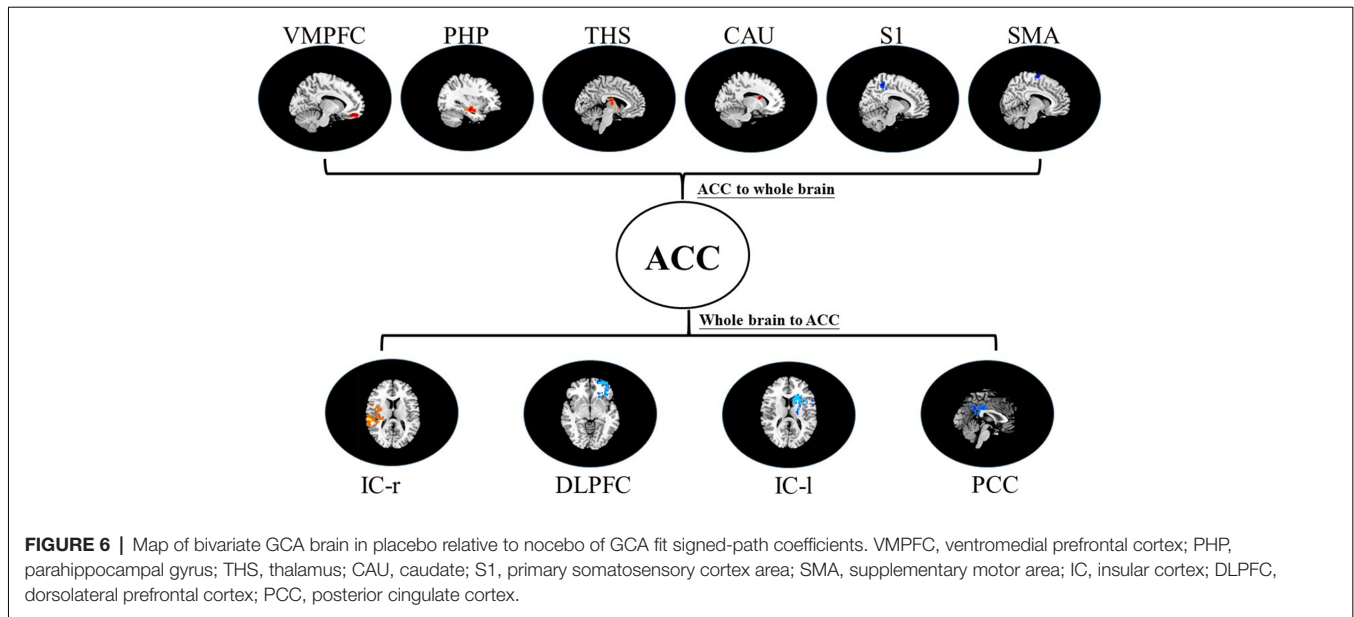 VMPFC PHP THS CAU S1 SMA
ACC to whole brain
ACC
Whole brain to ACC
IC-r DLPFC IC-l PCC
FIGURE 6 | Map of bivariate GCA brain in placebo relative to nocebo of GCA fit signed-path coefficients. VMPFC, ventromedial prefrontal cortex; PHP,
parahippocampal gyrus; THS, thalamus; CAU, caudate; S1, primary somatosensory cortex area; SMA, supplementary motor area; IC, insular cortex; DLPFC,
dorsolateral prefrontal cortex; PCC, posterior cingulate cortex.